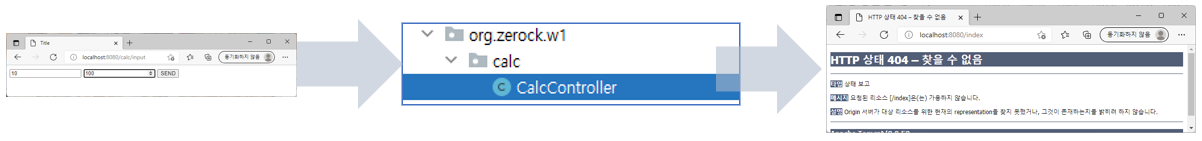 Title
localhost:8080/calc/input
동기화하지 않음
10
100
SEND
org.zerock.w1
calc
CalcController
HTTP 상태 404 – 찾을 수 없음
localhost:8080/index
동기화하지 않음
HTTP 상태 404 – 찾을 수 없음
타입 상태 보고
메시지 요청된 리소스 [/index]은(는) 가용하지 않습니다.
설명 Origin 서버가 대상 리소스를 위한 현재의 representation을 찾지 못했거나, 그것이 존재하는지를 밝히려 하지 않습니다.